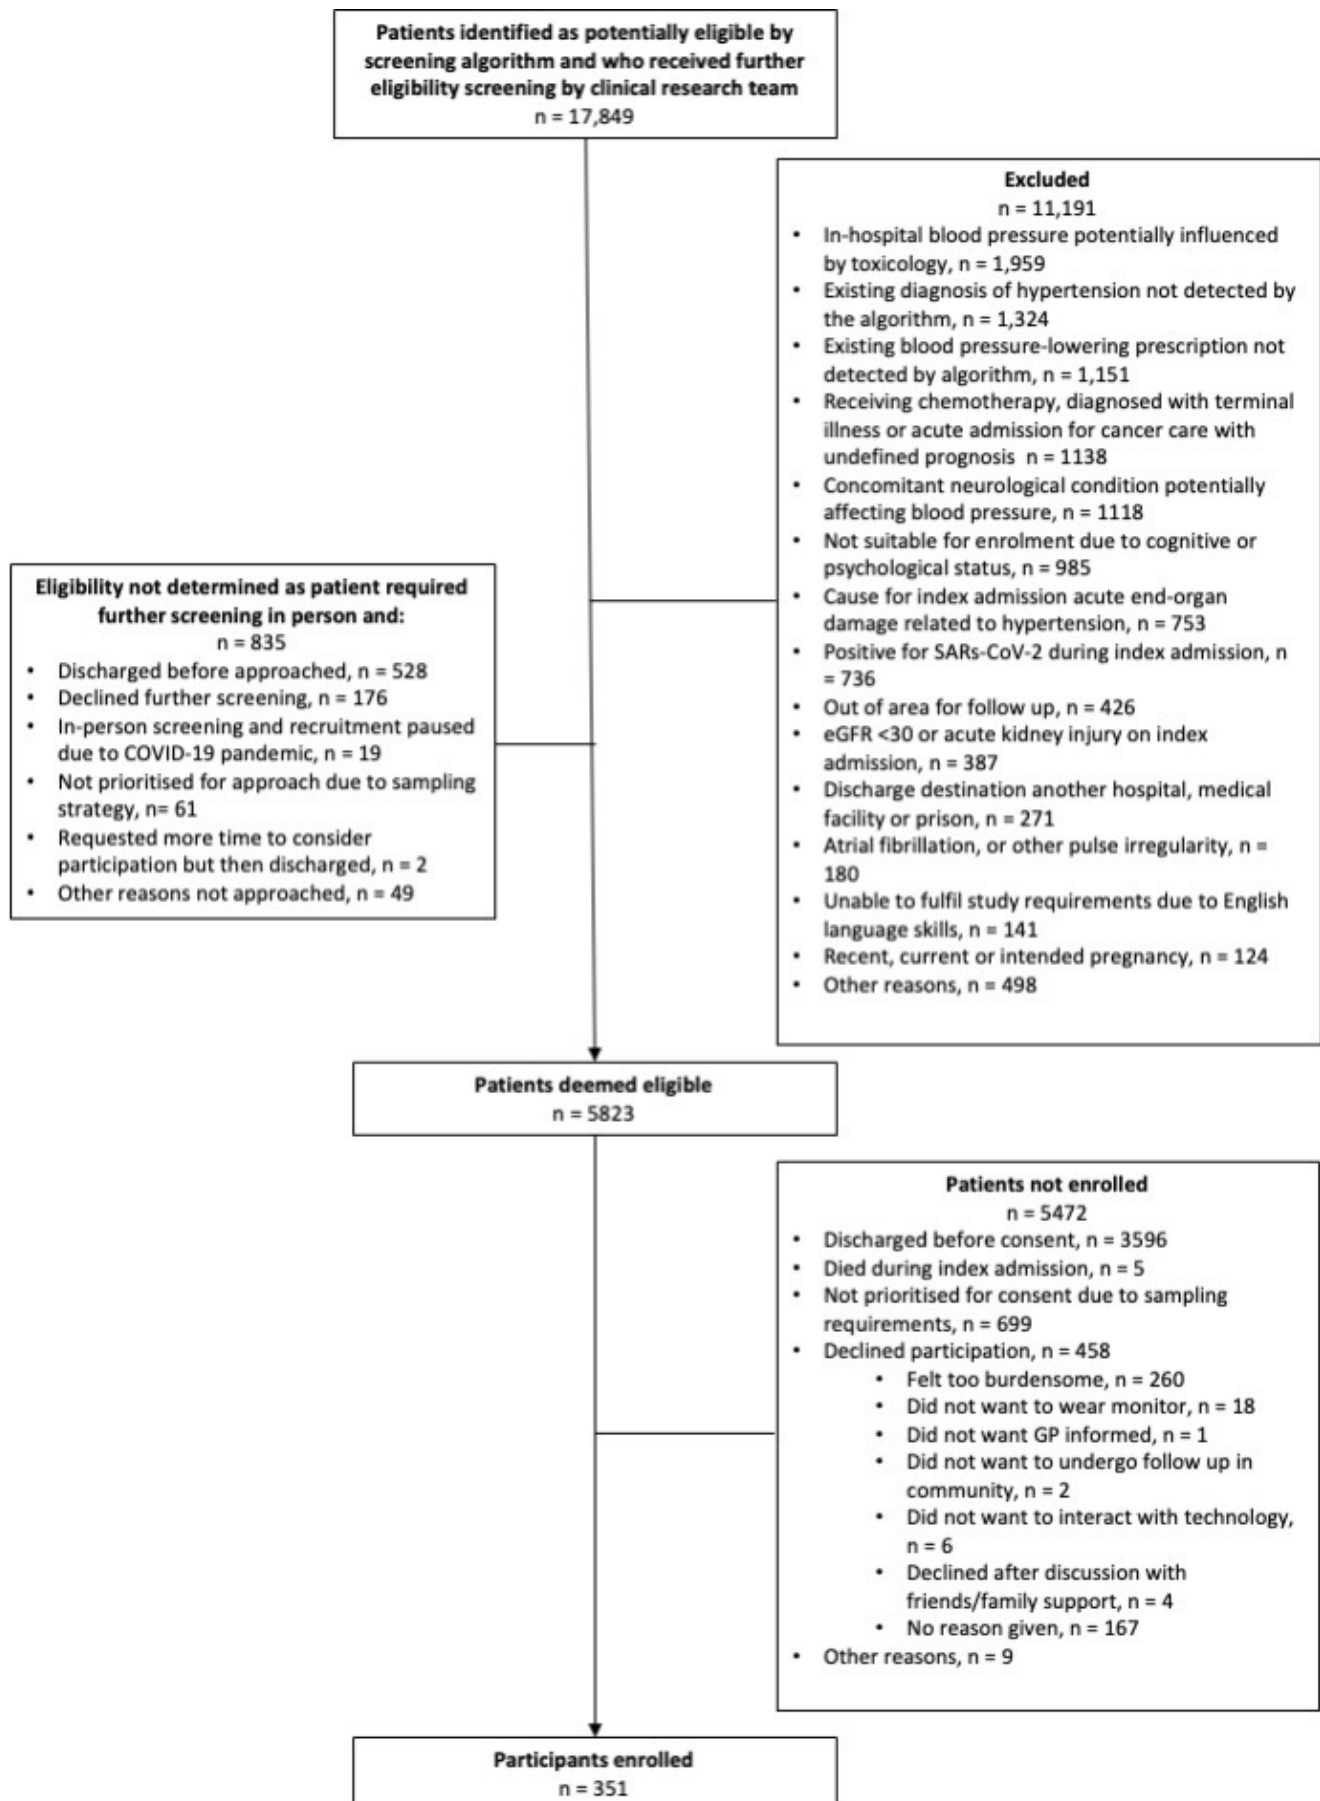 Patients identified as potentially eligible by
screening algorithm and who received further
eligibility screening by clinical research team
n = 17,849
Excluded
n = 11,191
• In-hospital blood pressure potentially influenced
by toxicology, n = 1,959
• Existing diagnosis of hypertension not detected by
the algorithm, n = 1,324
• Existing blood pressure-lowering prescription not
detected by algorithm, n = 1,151
• Receiving chemotherapy, diagnosed with terminal
illness or acute admission for cancer care with
undefined prognosis  n = 1138
• Concomitant neurological condition potentially
affecting blood pressure, n = 1118
• Not suitable for enrolment due to cognitive or
psychological status, n = 985
• Cause for index admission acute end-organ
damage related to hypertension, n = 753
• Positive for SARs-CoV-2 during index admission, n
= 736
• Out of area for follow up, n = 426
• eGFR <30 or acute kidney injury on index
admission, n = 387
• Discharge destination another hospital, medical
facility or prison, n = 271
• Atrial fibrillation, or other pulse irregularity, n =
180
• Unable to fulfil study requirements due to English
language skills, n = 141
• Recent, current or intended pregnancy, n = 124
• Other reasons, n = 498
Eligibility not determined as patient required
further screening in person and:
n = 835
• Discharged before approached, n = 528
• Declined further screening, n = 176
• In-person screening and recruitment paused
due to COVID-19 pandemic, n = 19
• Not prioritised for approach due to sampling
strategy, n= 61
• Requested more time to consider
participation but then discharged, n = 2
• Other reasons not approached, n = 49
Patients deemed eligible
n = 5823
Patients not enrolled
n = 5472
• Discharged before consent, n = 3596
• Died during index admission, n = 5
• Not prioritised for consent due to sampling
requirements, n = 699
• Declined participation, n = 458
• Felt too burdensome, n = 260
• Did not want to wear monitor, n = 18
• Did not want GP informed, n = 1
• Did not want to undergo follow up in
community, n = 2
• Did not want to interact with technology,
n = 6
• Declined after discussion with
friends/family support, n = 4
• No reason given, n = 167
• Other reasons, n = 9
Participants enrolled
n = 351